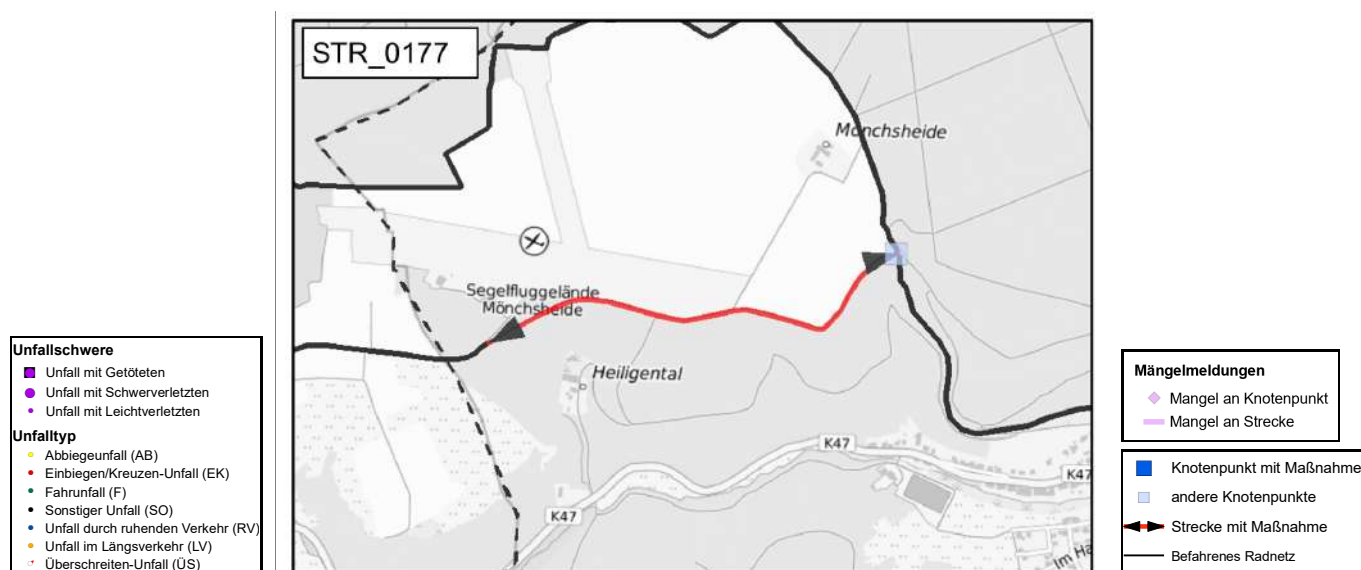 STR_0177
Mönchsheide
Segelfluggelände
Mönchsheide
Heiligental
K47
K47
K47
Im Ha
Unfallschwere
Unfall mit Getöteten
Unfall mit Schwerverletzten
Unfall mit Leichtverletzten
Unfalltyp
Abbiegeunfall (AB)
Einbiegen/Kreuzen-Unfall (EK)
Fahrunfall (F)
Sonstiger Unfall (SO)
Unfall durch ruhenden Verkehr (RV)
Unfall im Längsverkehr (LV)
Überschreiten-Unfall (ÜS)
Mängelmeldungen
Mangel an Knotenpunkt
Mangel an Strecke
Knotenpunkt mit Maßnahme
andere Knotenpunkte
Strecke mit Maßnahme
Befahrenes Radnetz